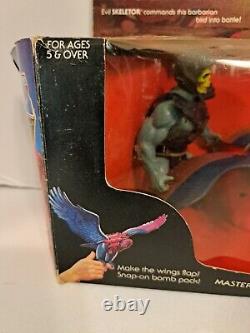 Evil SKELETOR commands this barbarian
bird into battle!
FOR AGES
5 & OVER
Make the wings flap!
Snap-on bomb pack!
MASTER